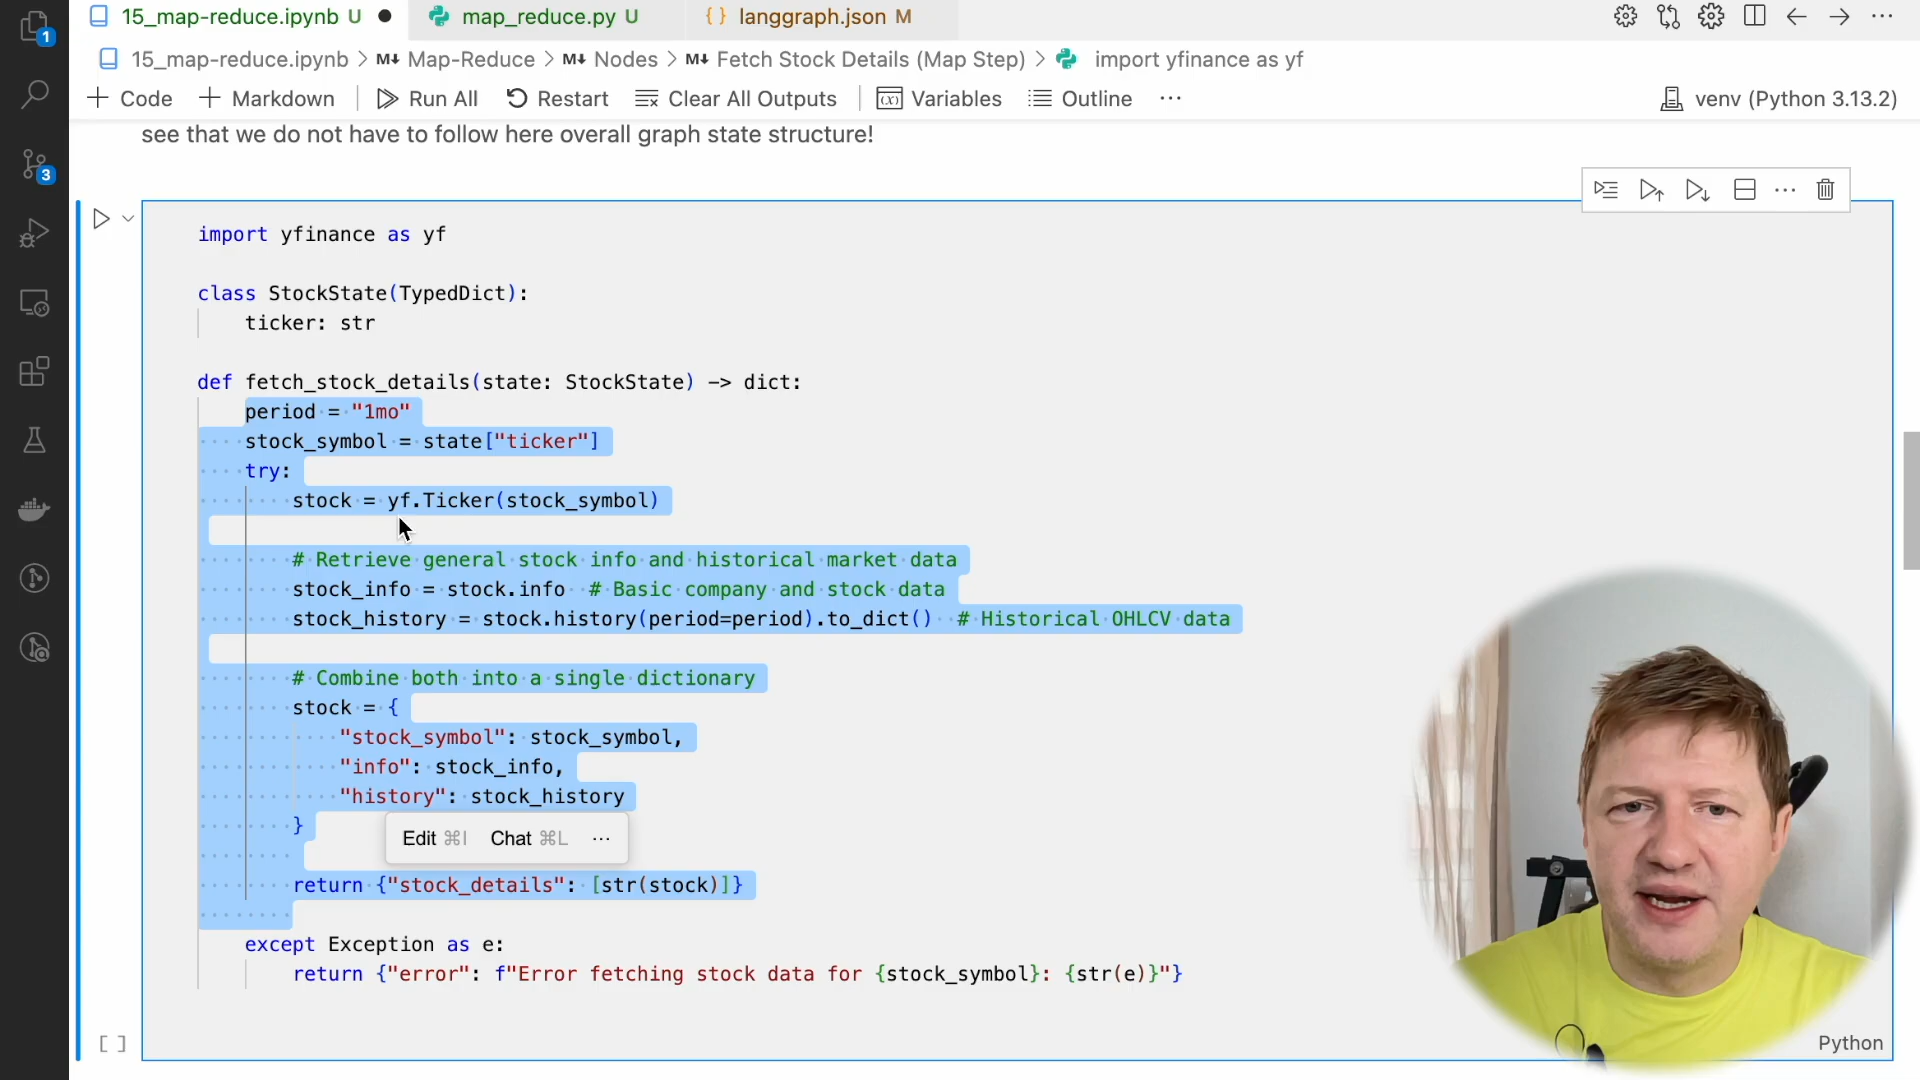 15_map-reduce.ipynb U
map_reduce.py U
{} langgraph.json M
15_map-reduce.ipynb > M↓ Map-Reduce > M↓ Nodes > M↓ Fetch Stock Details (Map Step) > import yfinance as yf
+ Code + Markdown Run All Restart Clear All Outputs Variables Outline ··· venv (Python 3.13.2)
1
3
see that we do not have to follow here overall graph state structure!
import yfinance as yf
class StockState(TypedDict):
ticker: str
def fetch_stock_details(state: StockState) -> dict:
period = "1mo"
stock_symbol = state["ticker"]
try:
stock = yf.Ticker(stock_symbol)
# Retrieve general stock info and historical market data
stock_info = stock.info # Basic company and stock data
stock_history = stock.history(period=period).to_dict() # Historical OHLCV data
# Combine both into a single dictionary
stock = {
"stock_symbol": stock_symbol,
"info": stock_info,
"history": stock_history
}
Edit ⌘I Chat ⌘L ···
return {"stock_details": [str(stock)]}
except Exception as e:
return {"error": f"Error fetching stock data for {stock_symbol}: {str(e)}"}
[ ]
Python